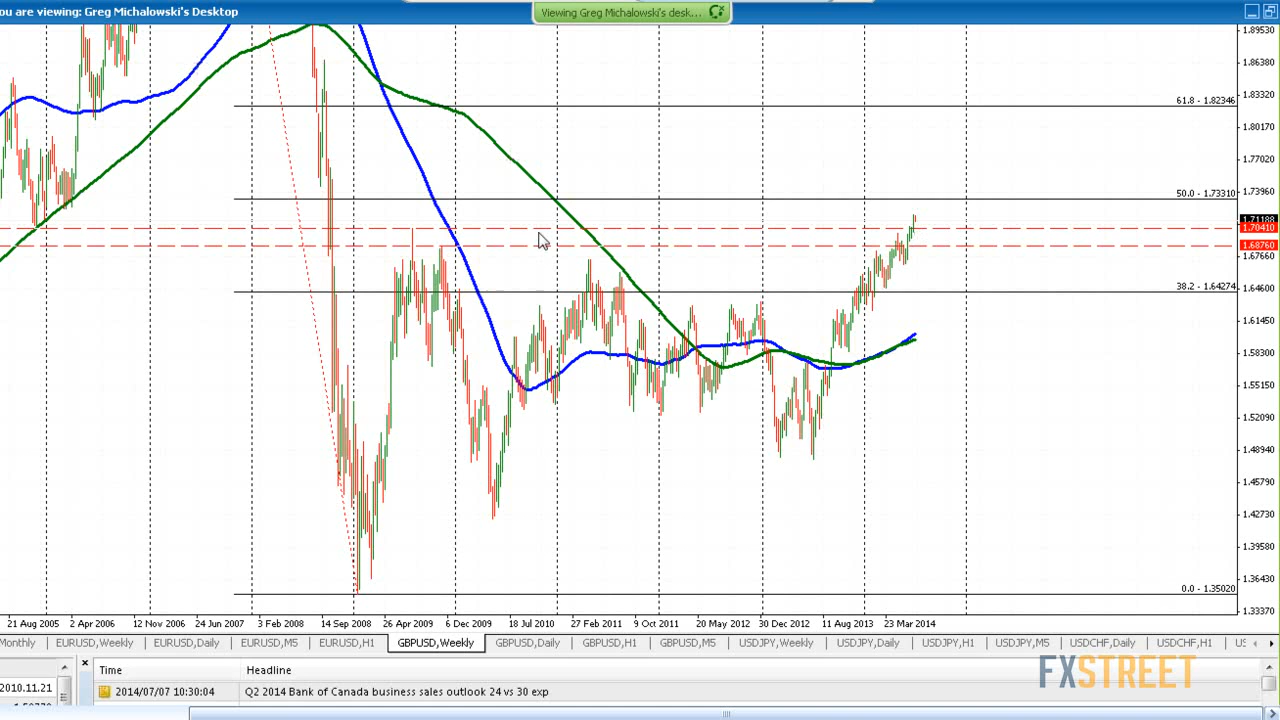 ou are viewing: Greg Michalowski's Desktop
Viewing Greg Michalowski's desk...
1.89530
1.86380
1.83320
61.8 - 1.82346
1.80170
1.77020
50.0 - 1.73310
1.73960
1.71188
1.70410
1.68760
1.67660
38.2 - 1.64274
1.64600
1.61450
1.58300
1.55150
1.52090
1.48940
1.45790
1.42730
1.39580
1.36430
0.0 - 1.35020
1.33370
21 Aug 2005 2 Apr 2006 12 Nov 2006 24 Jun 2007 3 Feb 2008 14 Sep 2008 26 Apr 2009 6 Dec 2009 18 Jul 2010 27 Feb 2011 9 Oct 2011 20 May 2012 30 Dec 2012 11 Aug 2013 23 Mar 2014
Monthly EURUSD,Weekly EURUSD,Daily EURUSD,M5 EURUSD,H1 GBPUSD,Weekly GBPUSD,Daily GBPUSD,H1 GBPUSD,M5 USDJPY,Weekly USDJPY,Daily USDJPY,H1 USDJPY,M5 USDCHF,Daily USDCHF,H1 US
Time Headline
2010.11.21 2014/07/07 10:30:04 Q2 2014 Bank of Canada business sales outlook 24 vs 30 exp
FXSTREET